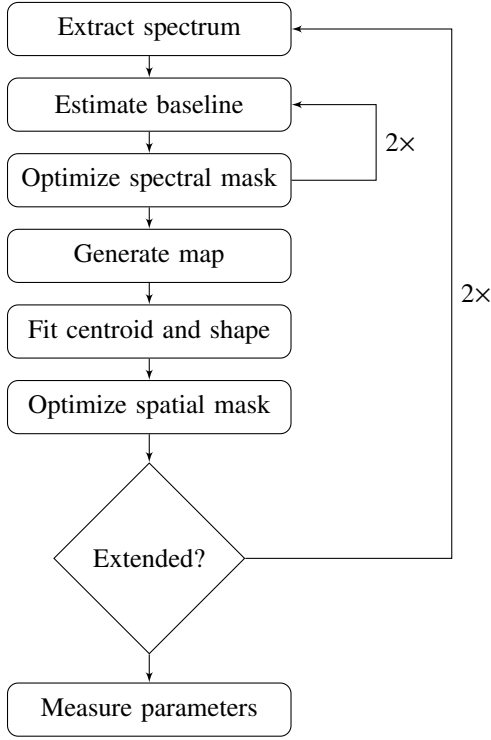 Extract spectrum
Estimate baseline
2×
Optimize spectral mask
Generate map
2×
Fit centroid and shape
Optimize spatial mask
Extended?
Measure parameters